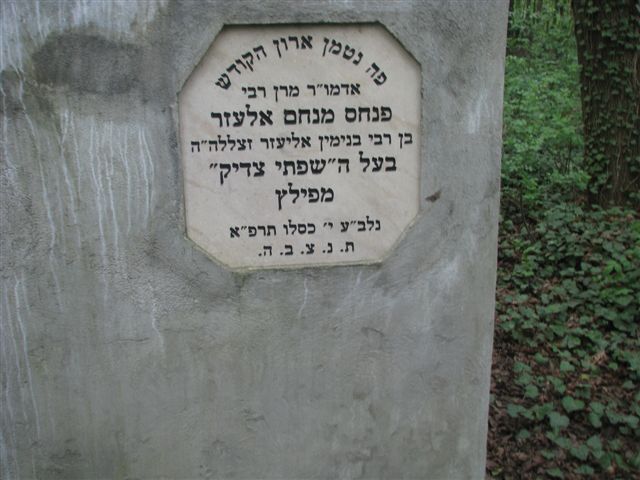 פה נטמן ארון הקודש
אדמו״ר מרן רבי
פנחס מנחם אלעזר
בן רבי בנימין אליעזר זצללה״ה
בעל ה״שפתי צדיק״
מפילץ
נלב״ע י׳ כסלו תרפ״א
ת. נ. צ. ב. ה.